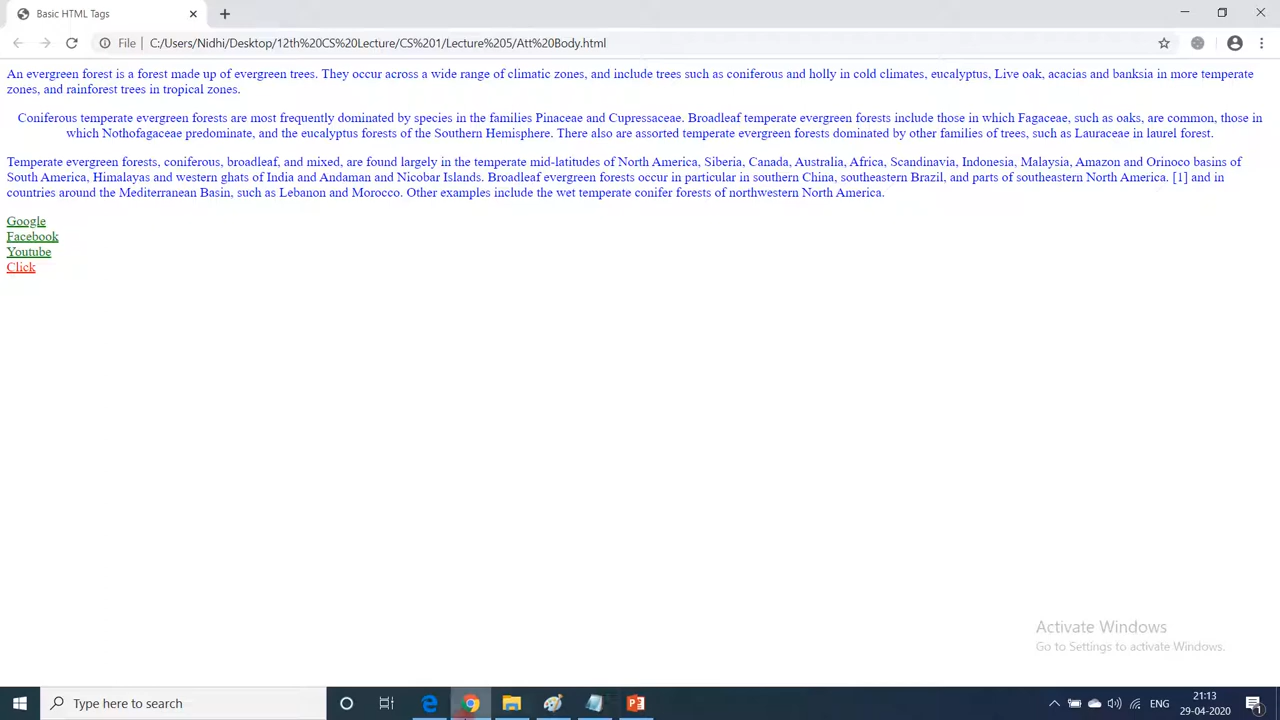 Basic HTML Tags
File
C:/Users/Nidhi/Desktop/12th%20CS%20Lecture/CS%201/Lecture%205/Att%20Body.html
An evergreen forest is a forest made up of evergreen trees. They occur across a wide range of climatic zones, and include trees such as coniferous and holly in cold climates, eucalyptus, Live oak, acacias and banksia in more temperate
zones, and rainforest trees in tropical zones.
Coniferous temperate evergreen forests are most frequently dominated by species in the families Pinaceae and Cupressaceae. Broadleaf temperate evergreen forests include those in which Fagaceae, such as oaks, are common, those in
which Nothofagaceae predominate, and the eucalyptus forests of the Southern Hemisphere. There also are assorted temperate evergreen forests dominated by other families of trees, such as Lauraceae in laurel forest.
Temperate evergreen forests, coniferous, broadleaf, and mixed, are found largely in the temperate mid-latitudes of North America, Siberia, Canada, Australia, Africa, Scandinavia, Indonesia, Malaysia, Amazon and Orinoco basins of
South America, Himalayas and western ghats of India and Andaman and Nicobar Islands. Broadleaf evergreen forests occur in particular in southern China, southeastern Brazil, and parts of southeastern North America. [1] and in
countries around the Mediterranean Basin, such as Lebanon and Morocco. Other examples include the wet temperate conifer forests of northwestern North America.
Google
Facebook
Youtube
Click
Activate Windows
Go to Settings to activate Windows.
Type here to search
ENG
21:13
29-04-2020
1